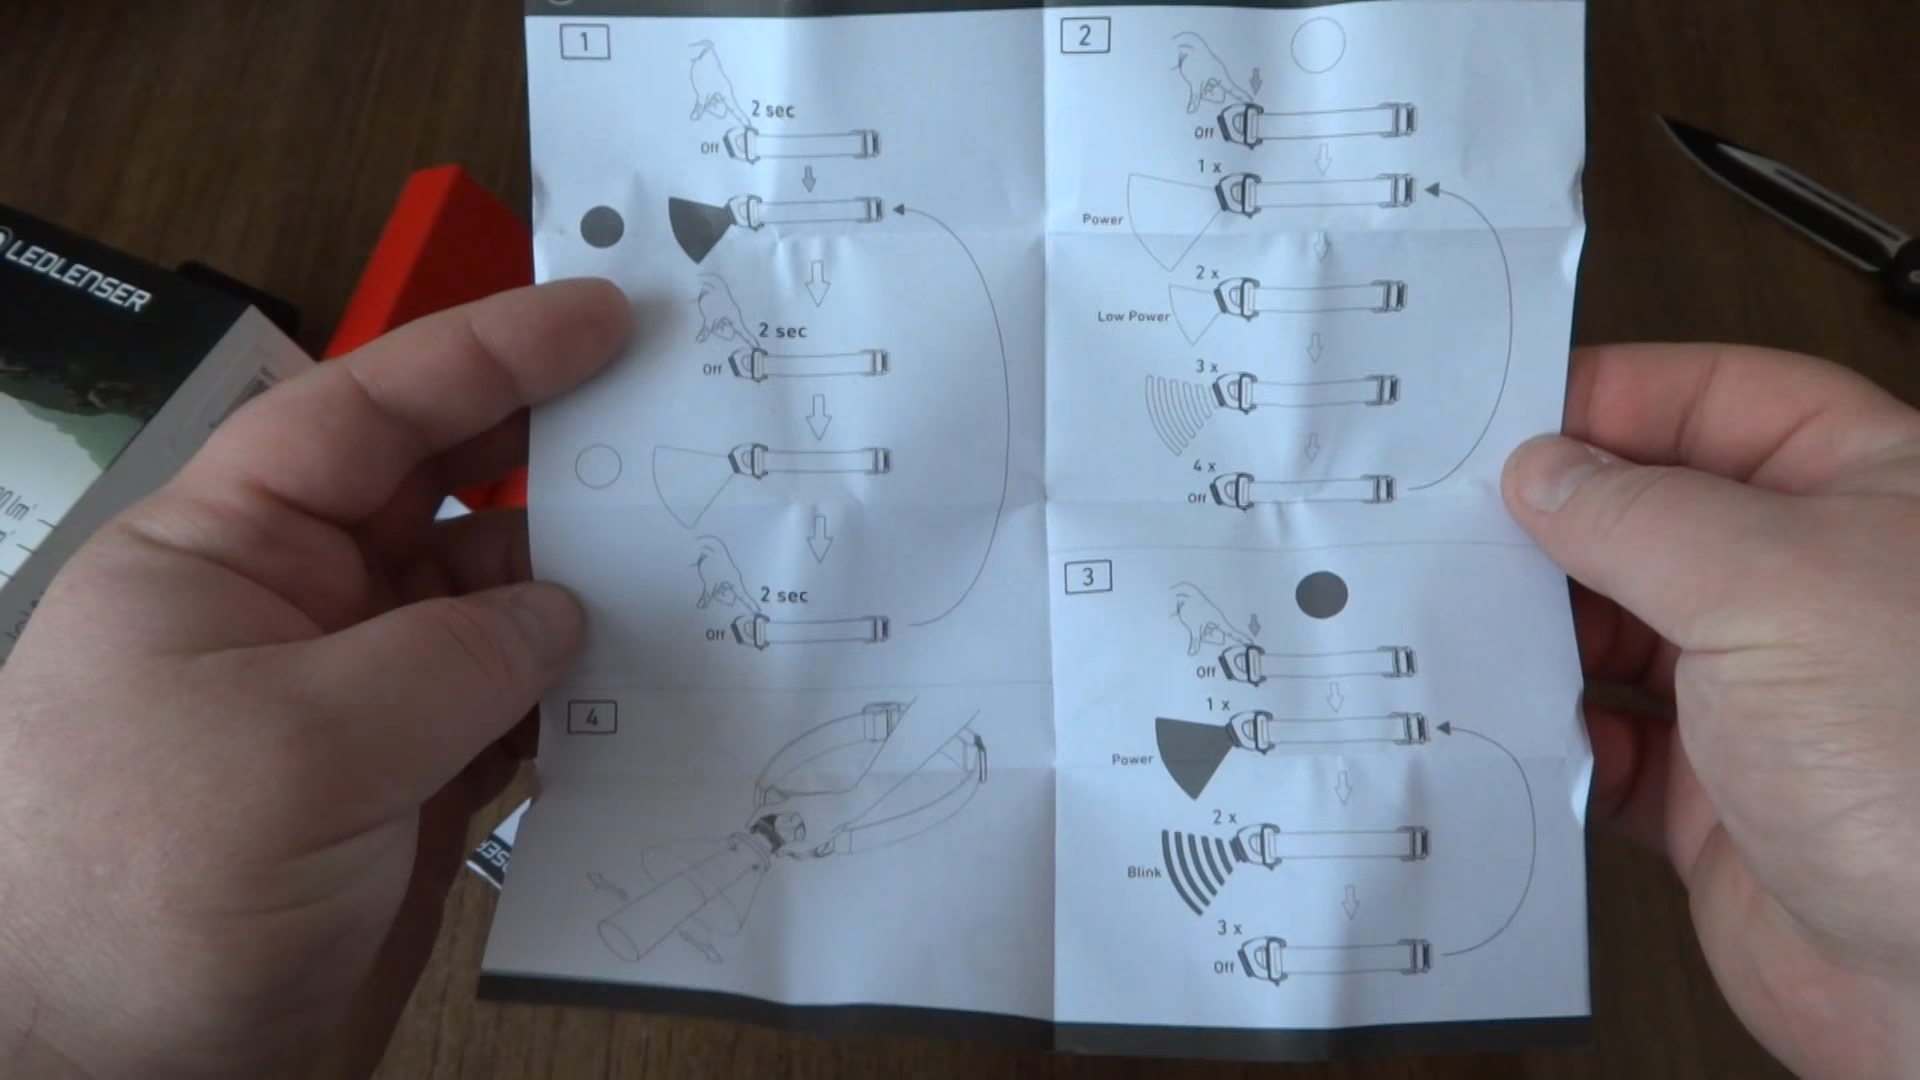 1
2 sec
Off
2 sec
Off
2 sec
Off
2
Off
1 x
Power
2 x
Low Power
3 x
4 x
Off
3
Off
1 x
Power
2 x
Blink
3 x
Off
4
LEDLENSER